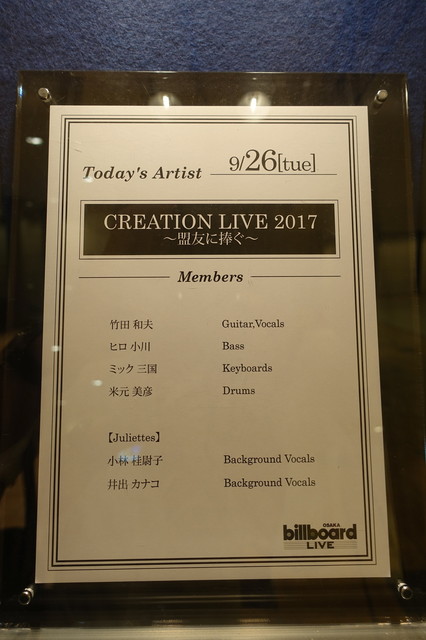 Today's Artist 9/26[tue]
CREATION LIVE 2017
～盟友に捧ぐ～
Members
竹田 和夫 Guitar,Vocals
ヒロ 小川 Bass
ミック 三国 Keyboards
米元 美彦 Drums
【Juliettes】
小林 桂尉子 Background Vocals
井出 カナコ Background Vocals
OSAKA
billboard
LIVE